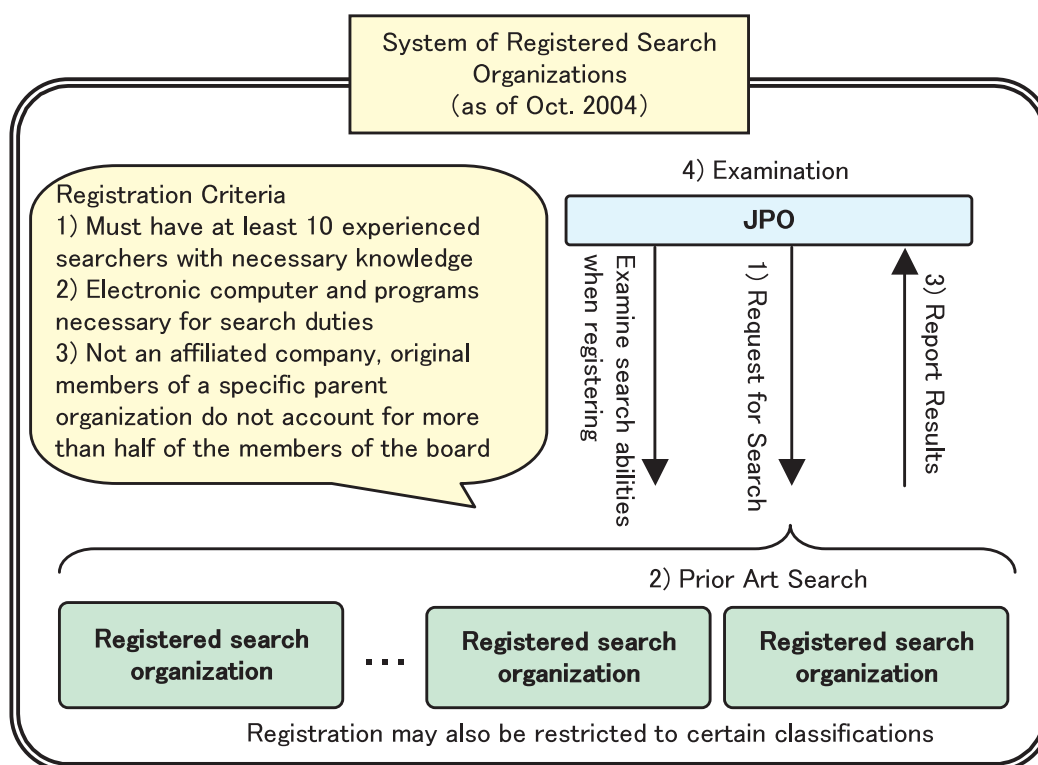 System of Registered Search
Organizations
(as of Oct. 2004)
Registration Criteria
1) Must have at least 10 experienced
searchers with necessary knowledge
2) Electronic computer and programs
necessary for search duties
3) Not an affiliated company, original
members of a specific parent
organization do not account for more
than half of the members of the board
4) Examination
JPO
Examine search abilities
when registering
1) Request for Search
3) Report Results
2) Prior Art Search
Registered search
organization
...
Registered search
organization
Registered search
organization
Registration may also be restricted to certain classifications